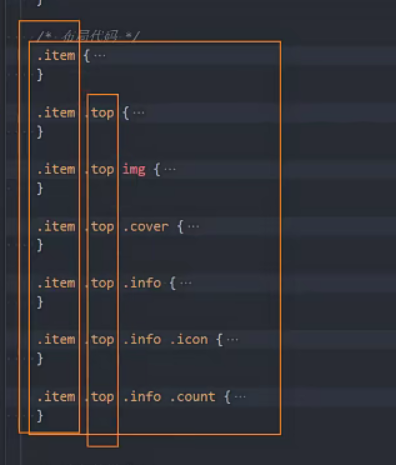 }
/* 布局代码 */
.item {···
}
.item .top {···
}
.item .top img {···
}
.item .top .cover {···
}
.item .top .info {···
}
.item .top .info .icon {···
}
.item .top .info .count {···
}